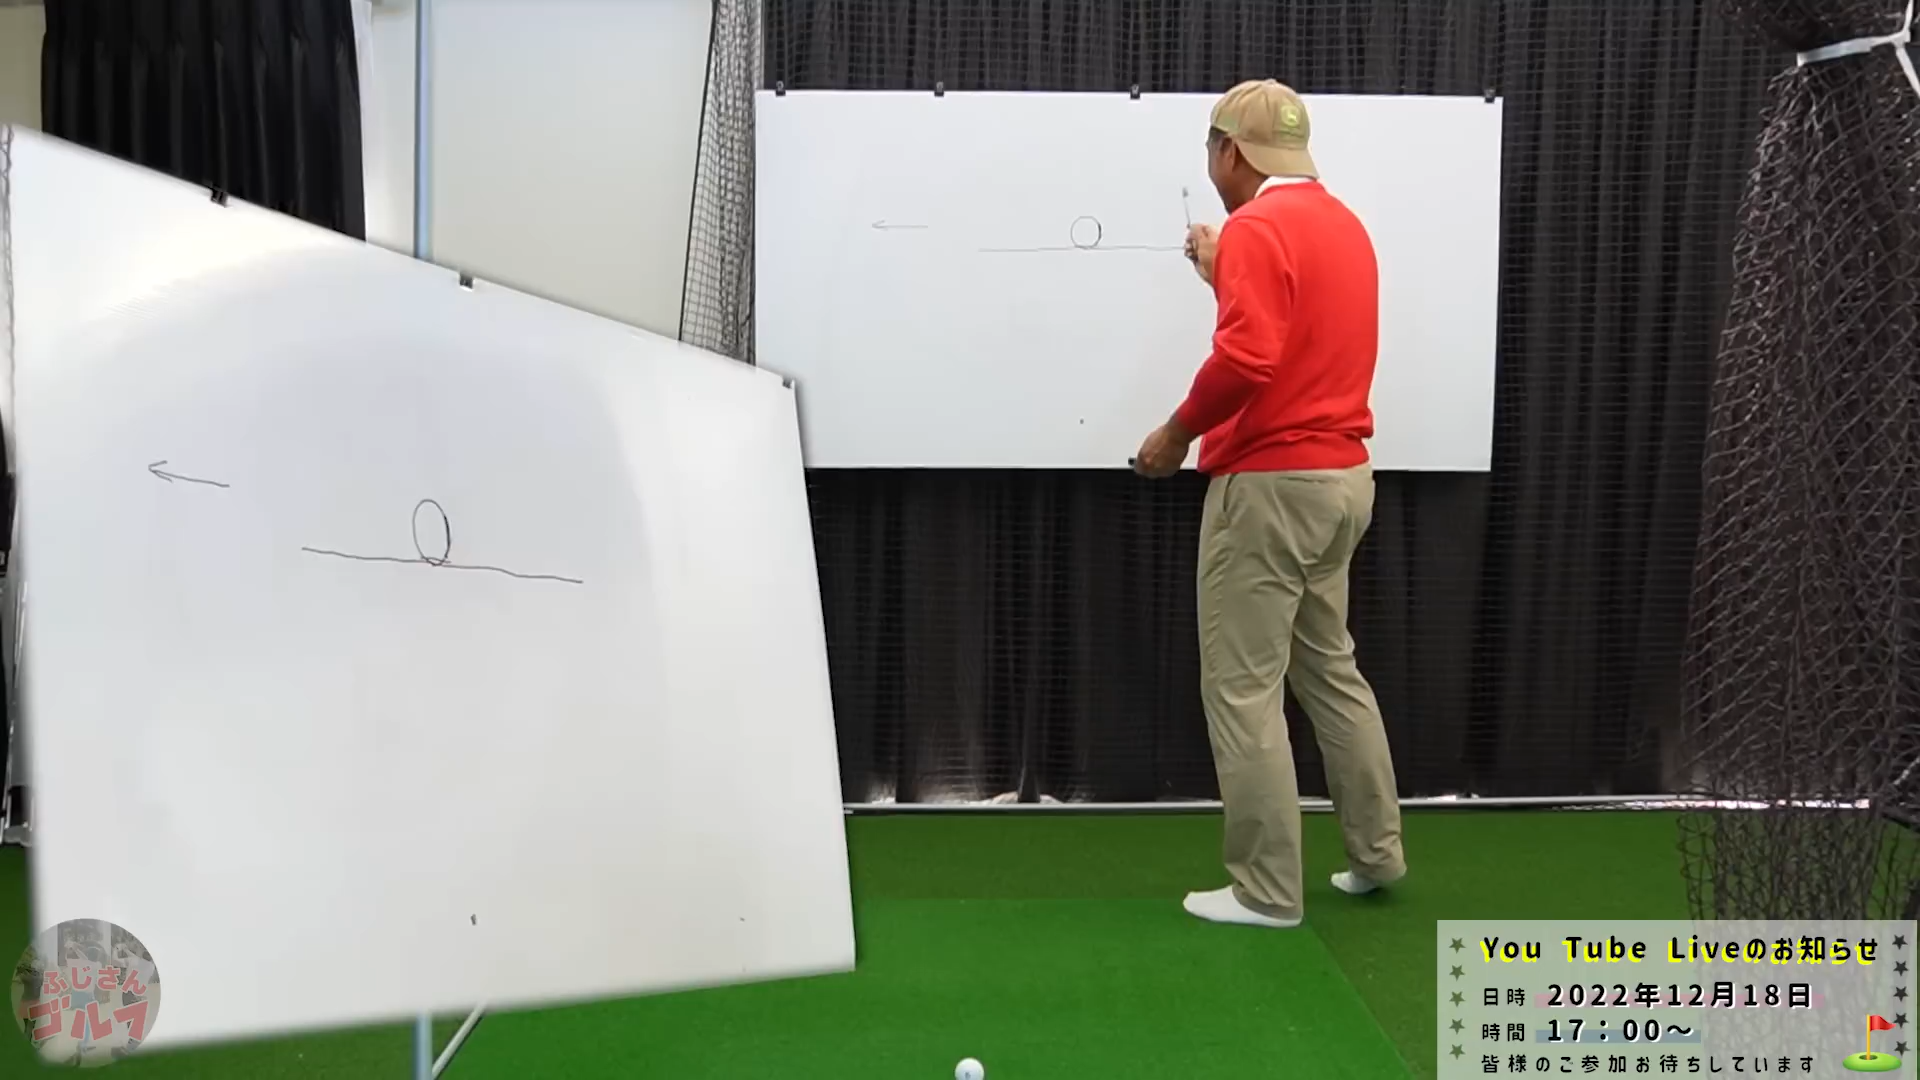 ふじさん
ゴルフ
You Tube Liveのお知らせ
日時 2022年12月18日
時間 17：00～
皆様のご参加お待ちしています